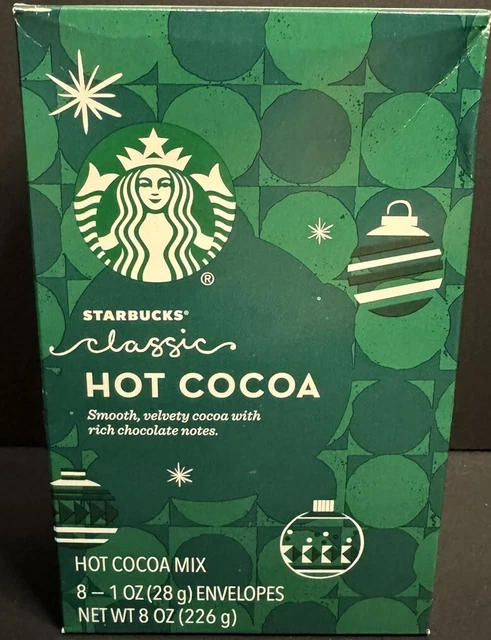 ®
STARBUCKS®
classic
HOT COCOA
Smooth, velvety cocoa with
rich chocolate notes.
HOT COCOA MIX
8 – 1 OZ (28 g) ENVELOPES
NET WT 8 OZ (226 g)